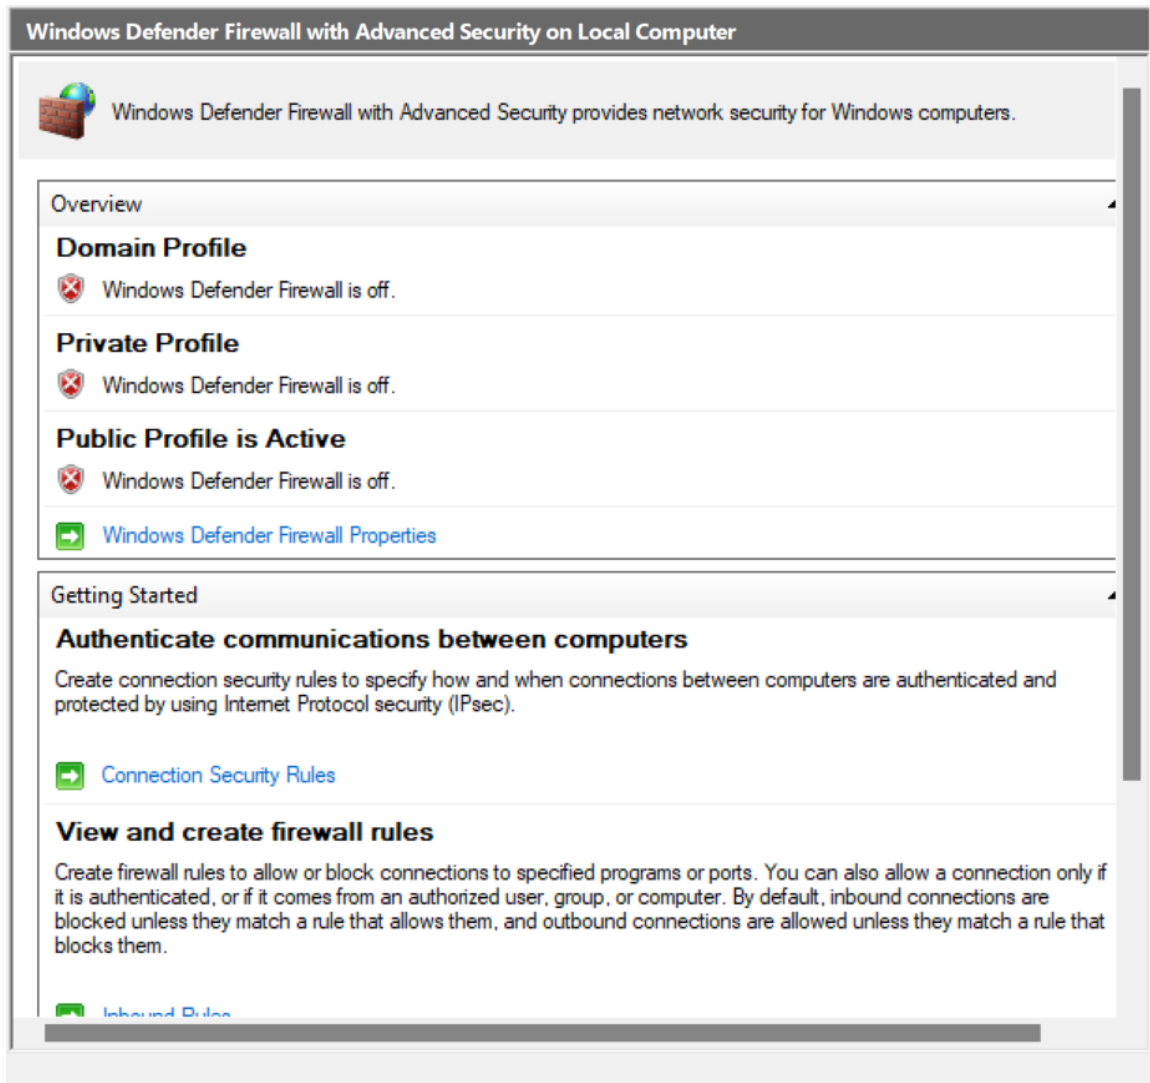 Windows Defender Firewall with Advanced Security on Local Computer
Windows Defender Firewall with Advanced Security provides network security for Windows computers.
Overview
Domain Profile
Windows Defender Firewall is off.
Private Profile
Windows Defender Firewall is off.
Public Profile is Active
Windows Defender Firewall is off.
Windows Defender Firewall Properties
Getting Started
Authenticate communications between computers
Create connection security rules to specify how and when connections between computers are authenticated and
protected by using Internet Protocol security (IPsec).
Connection Security Rules
View and create firewall rules
Create firewall rules to allow or block connections to specified programs or ports. You can also allow a connection only if
it is authenticated, or if it comes from an authorized user, group, or computer. By default, inbound connections are
blocked unless they match a rule that allows them, and outbound connections are allowed unless they match a rule that
blocks them.
Inbound Rules